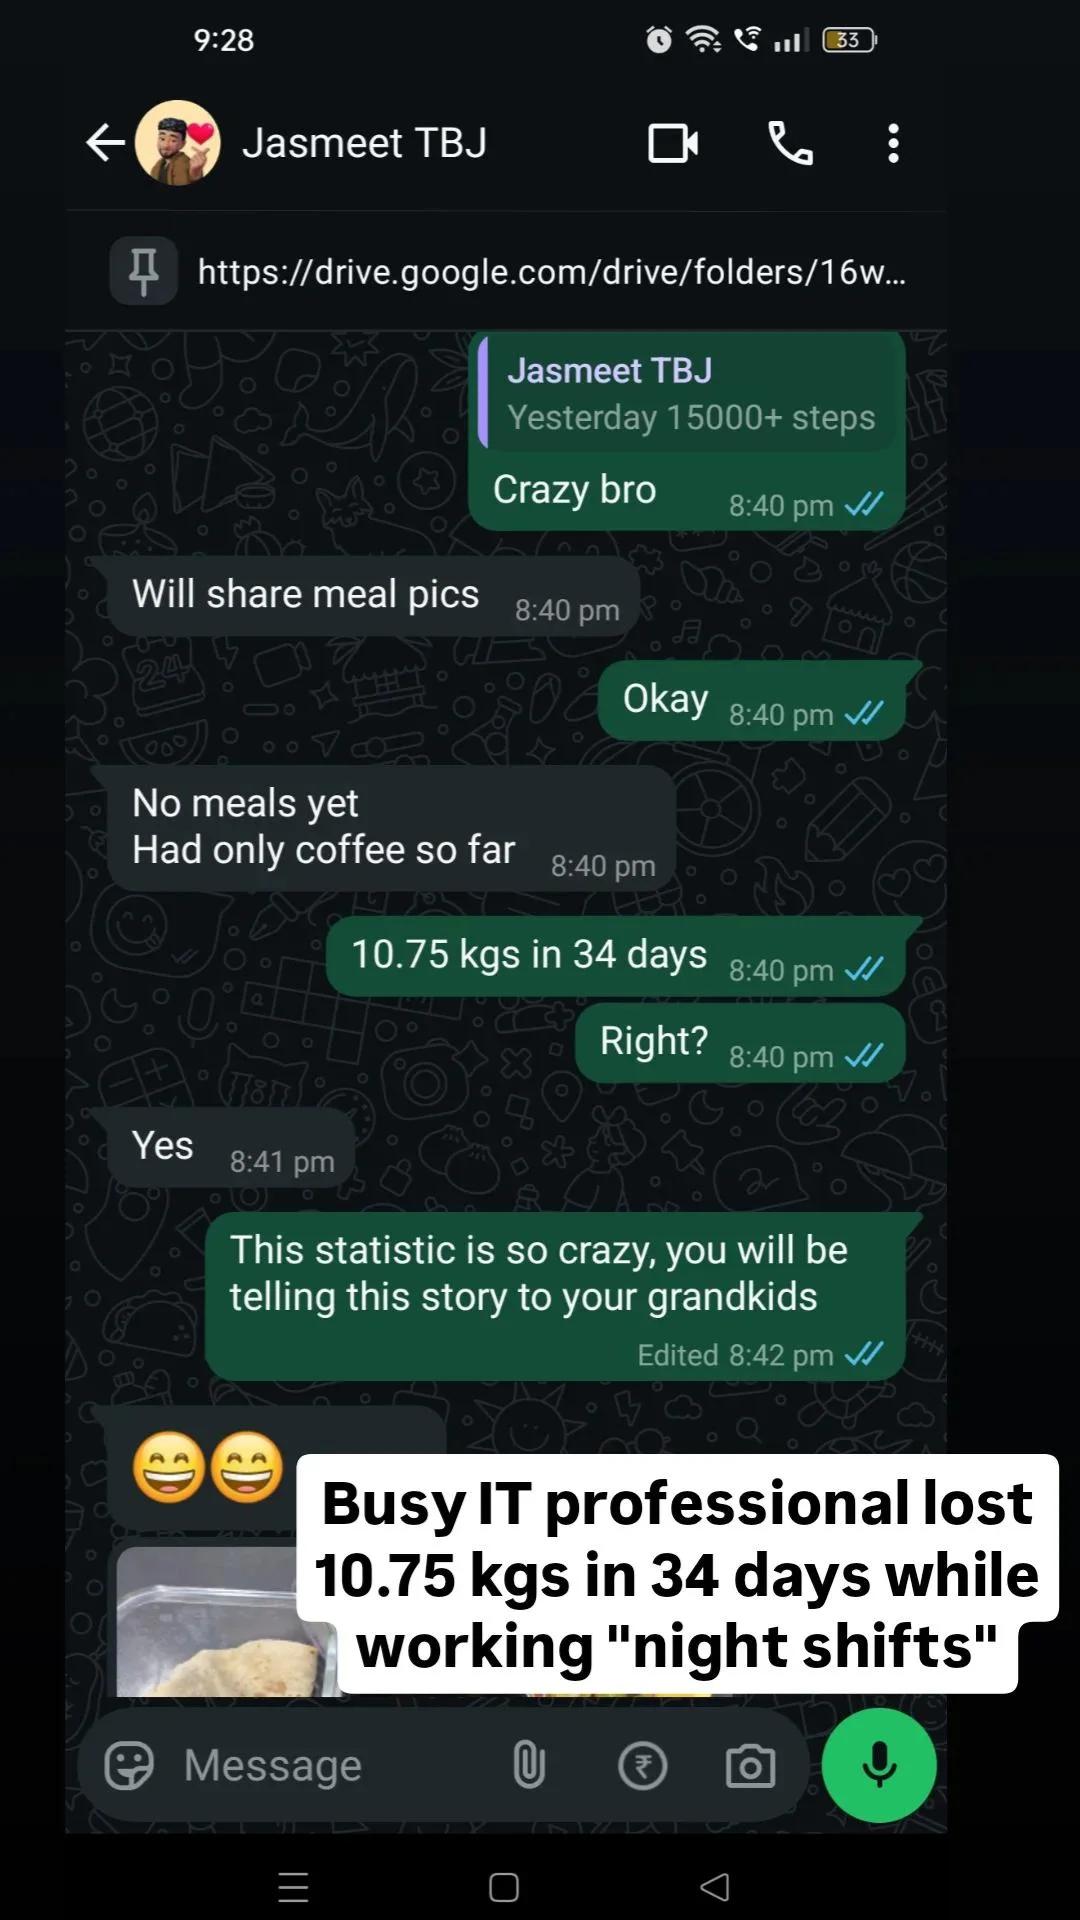 9:28
33
Jasmeet TBJ
https://drive.google.com/drive/folders/16w...
Jasmeet TBJ
Yesterday 15000+ steps
Crazy bro
8:40 pm
Will share meal pics
8:40 pm
Okay
8:40 pm
No meals yet
Had only coffee so far
8:40 pm
10.75 kgs in 34 days
8:40 pm
Right?
8:40 pm
Yes
8:41 pm
This statistic is so crazy, you will be
telling this story to your grandkids
Edited 8:42 pm
Busy IT professional lost
10.75 kgs in 34 days while
working "night shifts"
Message